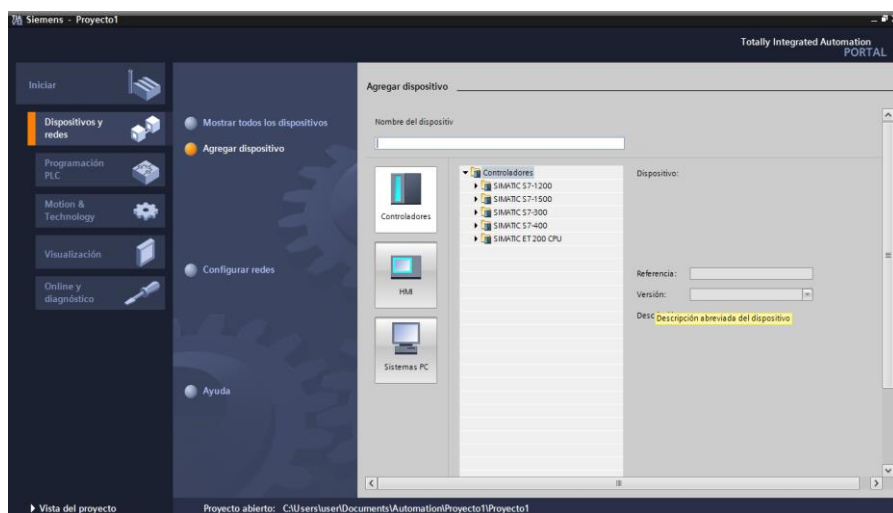 Siemens - Proyecto1
Totally Integrated Automation
PORTAL
Iniciar
Dispositivos y
redes
Programación
PLC
Motion &
Technology
Visualización
Online y
diagnóstico
Mostrar todos los dispositivos
Agregar dispositivo
Configurar redes
Ayuda
Agregar dispositivo
Nombre del dispositiv
Controladores
HMI
Sistemas PC
Controladores
SIMATIC S7-1200
SIMATIC S7-1500
SIMATIC S7-300
SIMATIC S7-400
SIMATIC ET 200 CPU
Dispositivo:
Referencia:
Versión:
Desc
Descripción abreviada del dispositivo
Vista del proyecto
Proyecto abierto: C:\Users\user\Documents\Automation\Proyecto1\Proyecto1